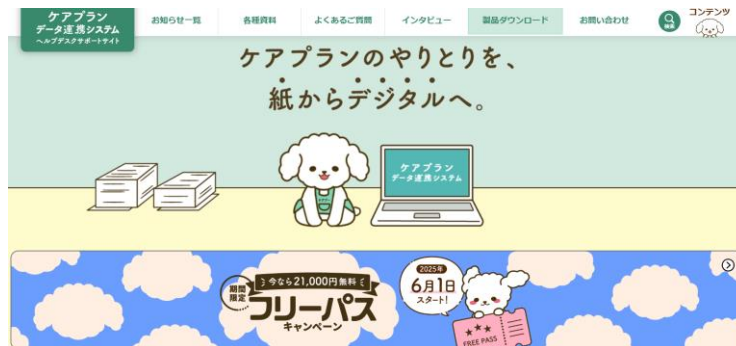 ケアプラン
データ連携システム
ヘルプデスクサポートサイト
お知らせ一覧
各種資料
よくあるご質問
インタビュー
製品ダウンロード
お問い合わせ
検索
コンテンツ
ケアプランのやりとりを、
紙からデジタルへ。
ケアプラン
データ連携システム
期間
限定
今なら21,000円無料
フリーパス
キャンペーン
2025年
6月1日
スタート!
FREE PASS